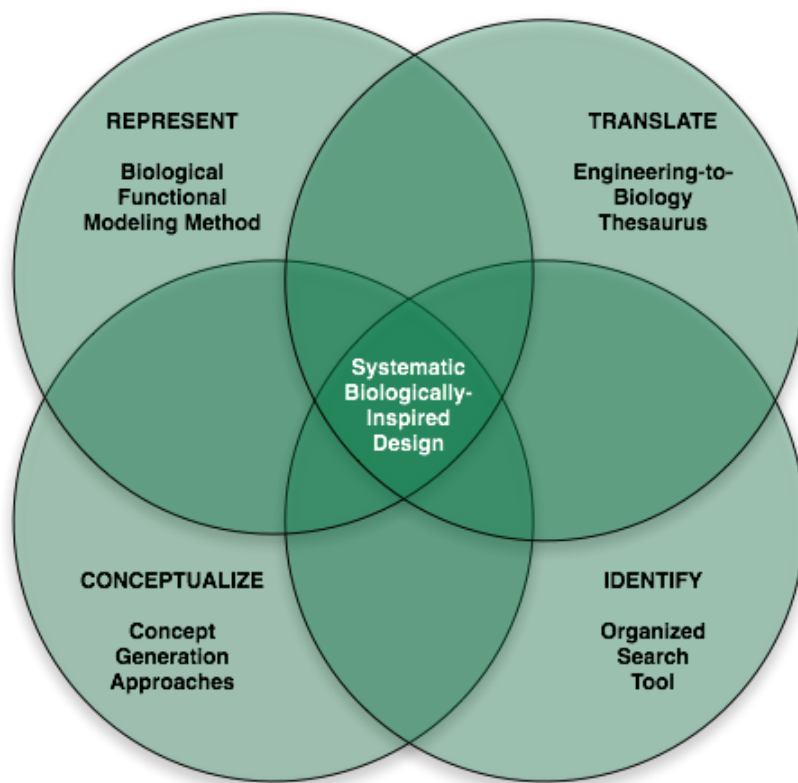 REPRESENT
Biological
Functional
Modeling Method
TRANSLATE
Engineering-to-
Biology
Thesaurus
Systematic
Biologically-
Inspired
Design
CONCEPTUALIZE
Concept
Generation
Approaches
IDENTIFY
Organized
Search
Tool